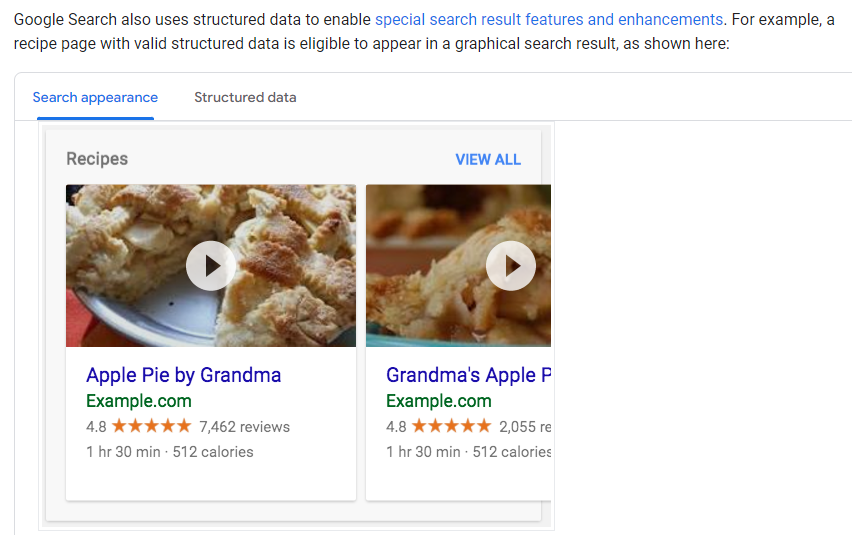 Google Search also uses structured data to enable special search result features and enhancements. For example, a
recipe page with valid structured data is eligible to appear in a graphical search result, as shown here:
Search appearance Structured data
Recipes VIEW ALL
Apple Pie by Grandma
Example.com
4.8 ★★★★★ 7,462 reviews
1 hr 30 min · 512 calories
Grandma's Apple P
Example.com
4.8 ★★★★★ 2,055 re
1 hr 30 min · 512 calories